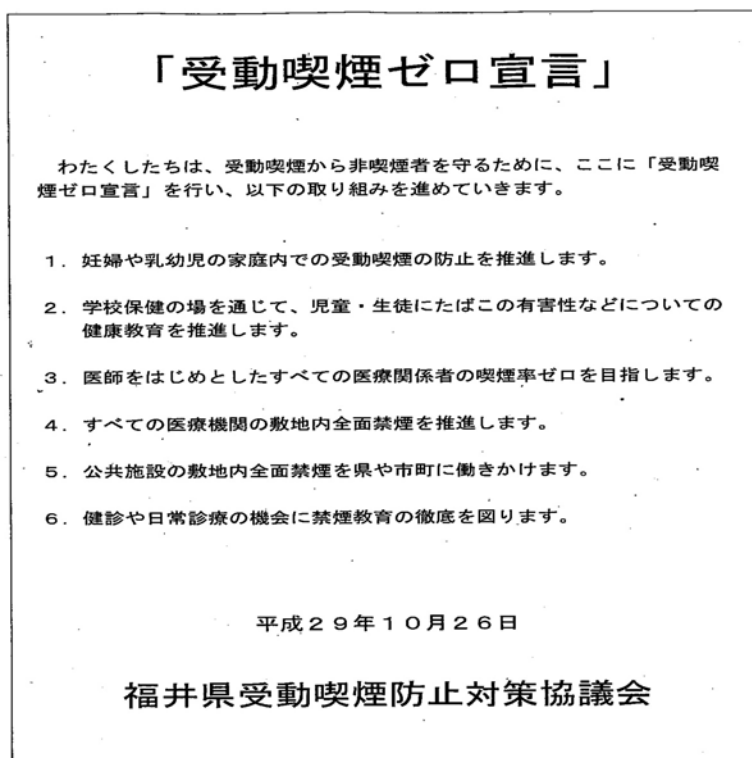 「受動喫煙ゼロ宣言」
わたくしたちは、受動喫煙から非喫煙者を守るために、ここに「受動喫
煙ゼロ宣言」を行い、以下の取り組みを進めていきます。
１．妊婦や乳幼児の家庭内での受動喫煙の防止を推進します。
２．学校保健の場を通じて、児童・生徒にたばこの有害性などについての
健康教育を推進します。
３．医師をはじめとしたすべての医療関係者の喫煙率ゼロを目指します。
４．すべての医療機関の敷地内全面禁煙を推進します。
５．公共施設の敷地内全面禁煙を県や市町に働きかけます。
６．健診や日常診療の機会に禁煙教育の徹底を図ります。
平成２９年１０月２６日
福井県受動喫煙防止対策協議会